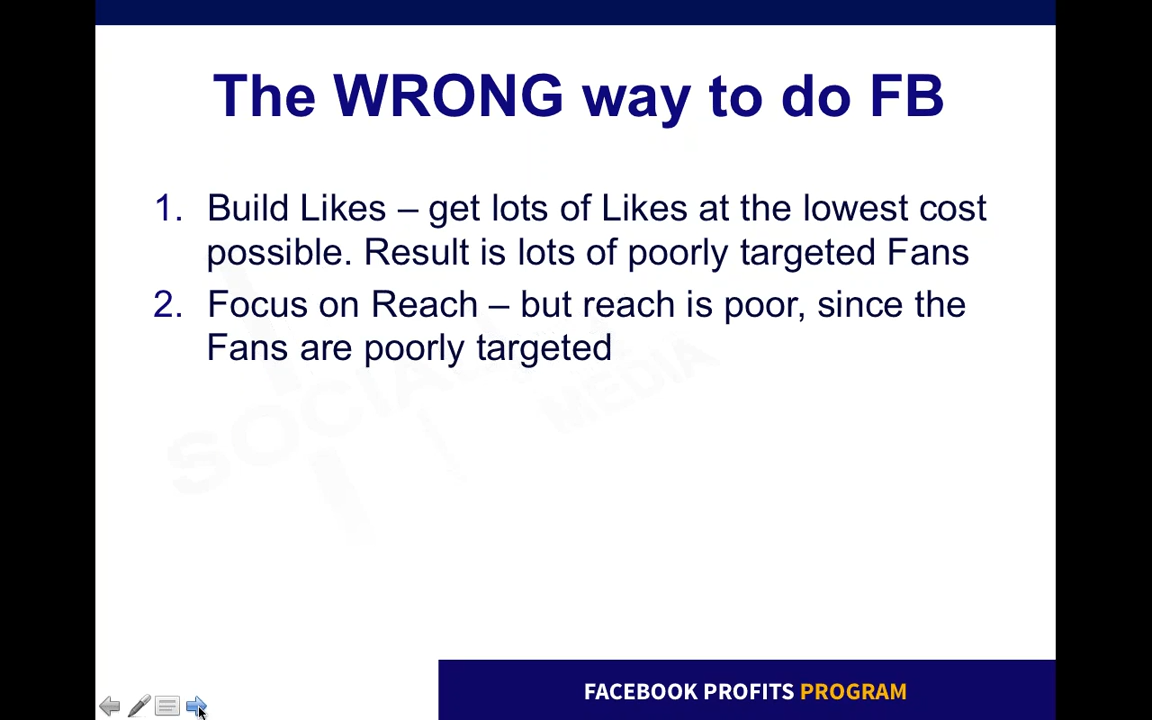 The WRONG way to do FB
1. Build Likes – get lots of Likes at the lowest cost
possible. Result is lots of poorly targeted Fans
2. Focus on Reach – but reach is poor, since the
Fans are poorly targeted
SOCIAL
MEDIA
FACEBOOK PROFITS PROGRAM